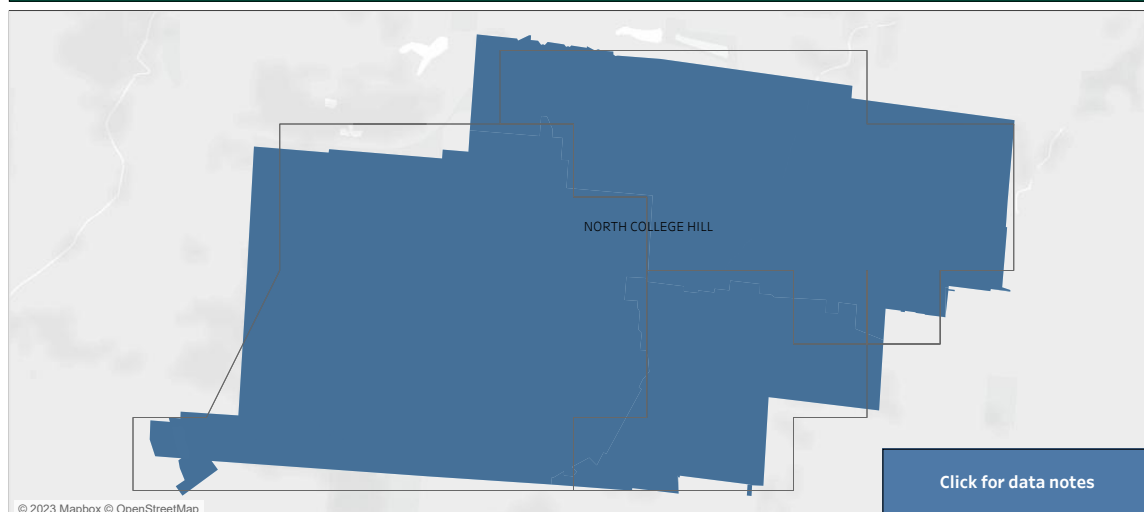 NORTH COLLEGE HILL
Click for data notes
© 2023 Mapbox © OpenStreetMap